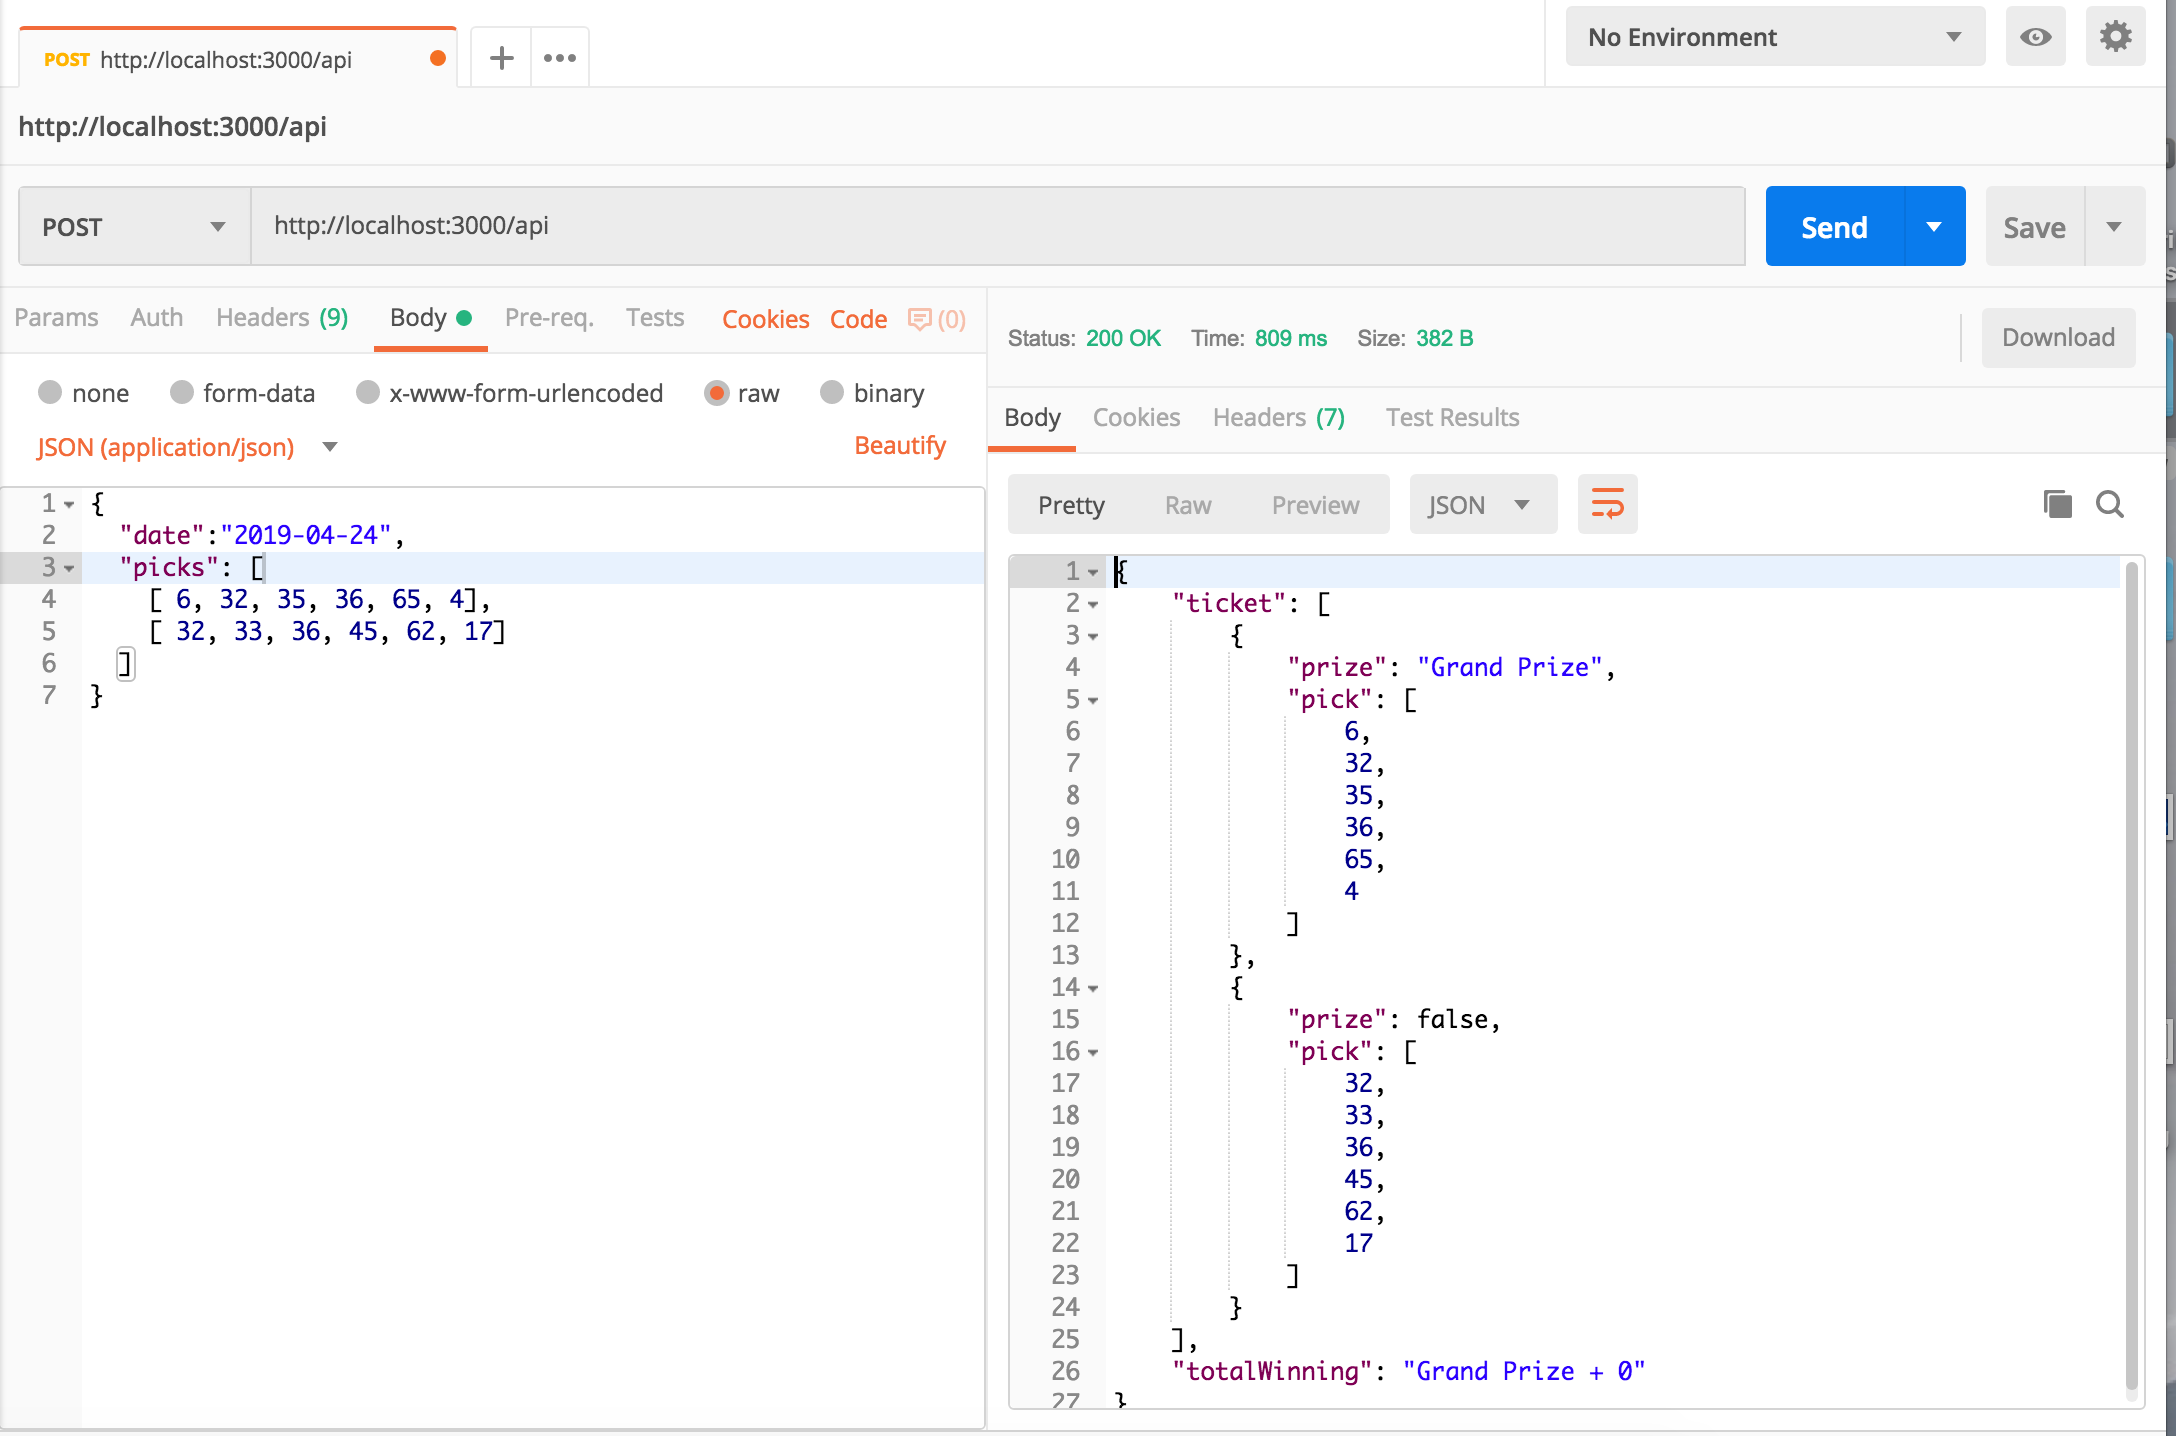 POST http://localhost:3000/api
No Environment
http://localhost:3000/api
POST http://localhost:3000/api Send Save
Params Auth Headers (9) Body Pre-req. Tests Cookies Code (0)
none form-data x-www-form-urlencoded raw binary
JSON (application/json) Beautify
1 {
2 "date":"2019-04-24",
3 "picks": [
4 [ 6, 32, 35, 36, 65, 4],
5 [ 32, 33, 36, 45, 62, 17]
6 ]
7 }
Status: 200 OK Time: 809 ms Size: 382 B Download
Body Cookies Headers (7) Test Results
Pretty Raw Preview JSON
1 {
2 "ticket": [
3 {
4 "prize": "Grand Prize",
5 "pick": [
6 6,
7 32,
8 35,
9 36,
10 65,
11 4
12 ]
13 },
14 {
15 "prize": false,
16 "pick": [
17 32,
18 33,
19 36,
20 45,
21 62,
22 17
23 ]
24 }
25 ],
26 "totalWinning": "Grand Prize + 0"
27 }